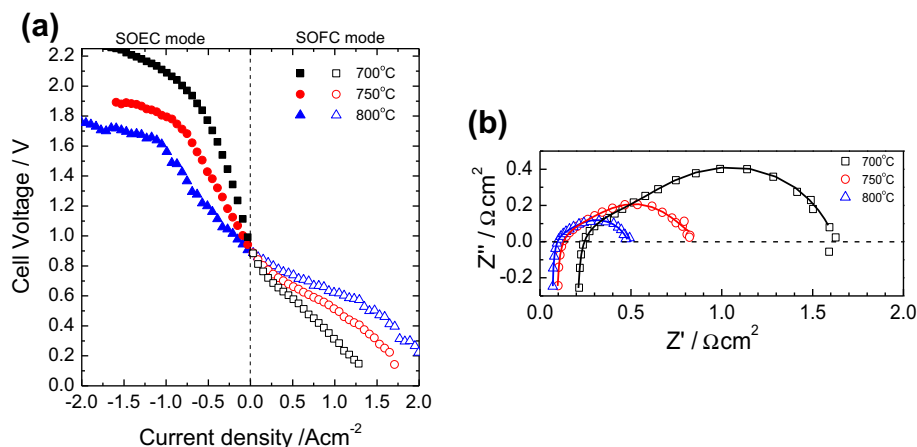 (a)
SOEC mode SOFC mode
2.2
2.0
1.8
1.6
1.4
1.2
1.0
0.8
0.6
0.4
0.2
0.0
Cell Voltage / V
700°C
750°C
800°C
-2.0 -1.5 -1.0 -0.5 0.0 0.5 1.0 1.5 2.0
Current density /Acm⁻²
(b)
0.4
0.2
0.0
-0.2
Z'' / Ωcm²
700°C
750°C
800°C
0.0 0.5 1.0 1.5 2.0
Z' / Ωcm²